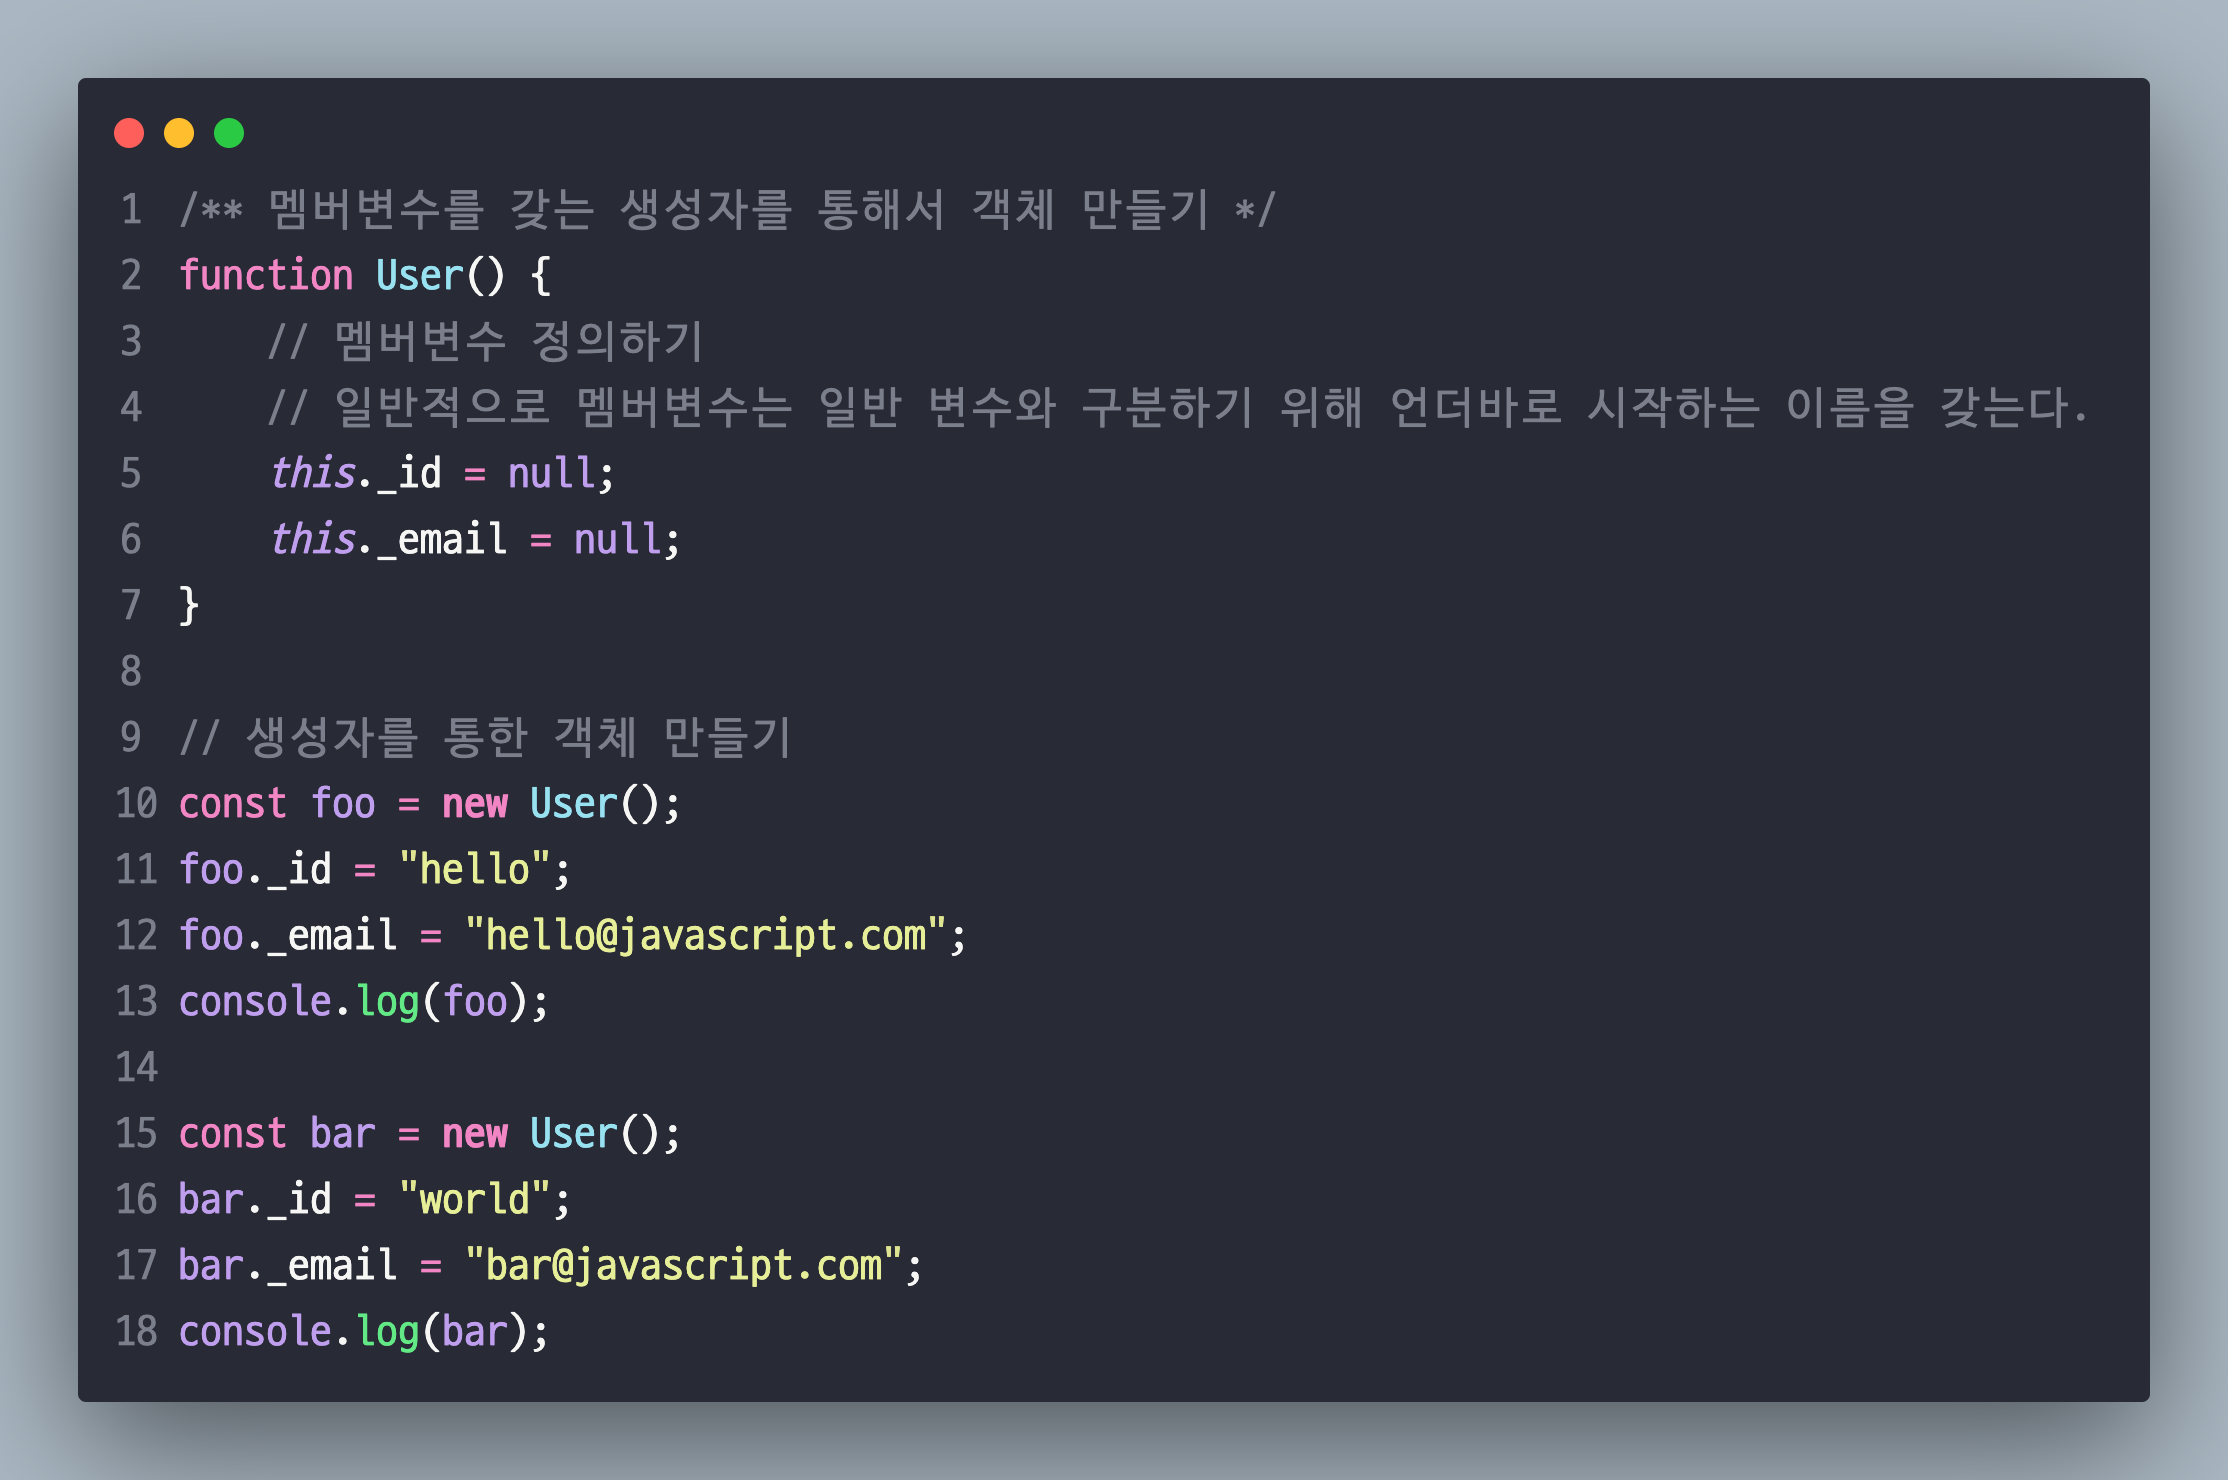 1 /** 멤버변수를 갖는 생성자를 통해서 객체 만들기 */
2 function User() {
3     // 멤버변수 정의하기
4     // 일반적으로 멤버변수는 일반 변수와 구분하기 위해 언더바로 시작하는 이름을 갖는다.
5     this._id = null;
6     this._email = null;
7 }
8
9 // 생성자를 통한 객체 만들기
10 const foo = new User();
11 foo._id = "hello";
12 foo._email = "hello@javascript.com";
13 console.log(foo);
14
15 const bar = new User();
16 bar._id = "world";
17 bar._email = "bar@javascript.com";
18 console.log(bar);